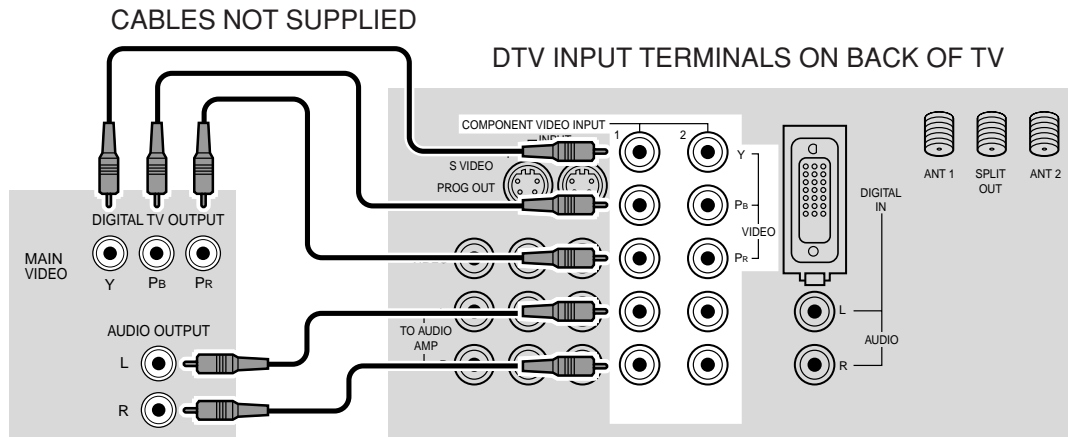 CABLES NOT SUPPLIED
DTV INPUT TERMINALS ON BACK OF TV
COMPONENT VIDEO INPUT
1
2
INPUT
S VIDEO
PROG OUT
Y
PB
VIDEO
PR
ANT 1
SPLIT OUT
ANT 2
DIGITAL IN
L
AUDIO
R
DIGITAL TV OUTPUT
MAIN VIDEO
Y
PB
PR
AUDIO OUTPUT
L
R
TO AUDIO AMP